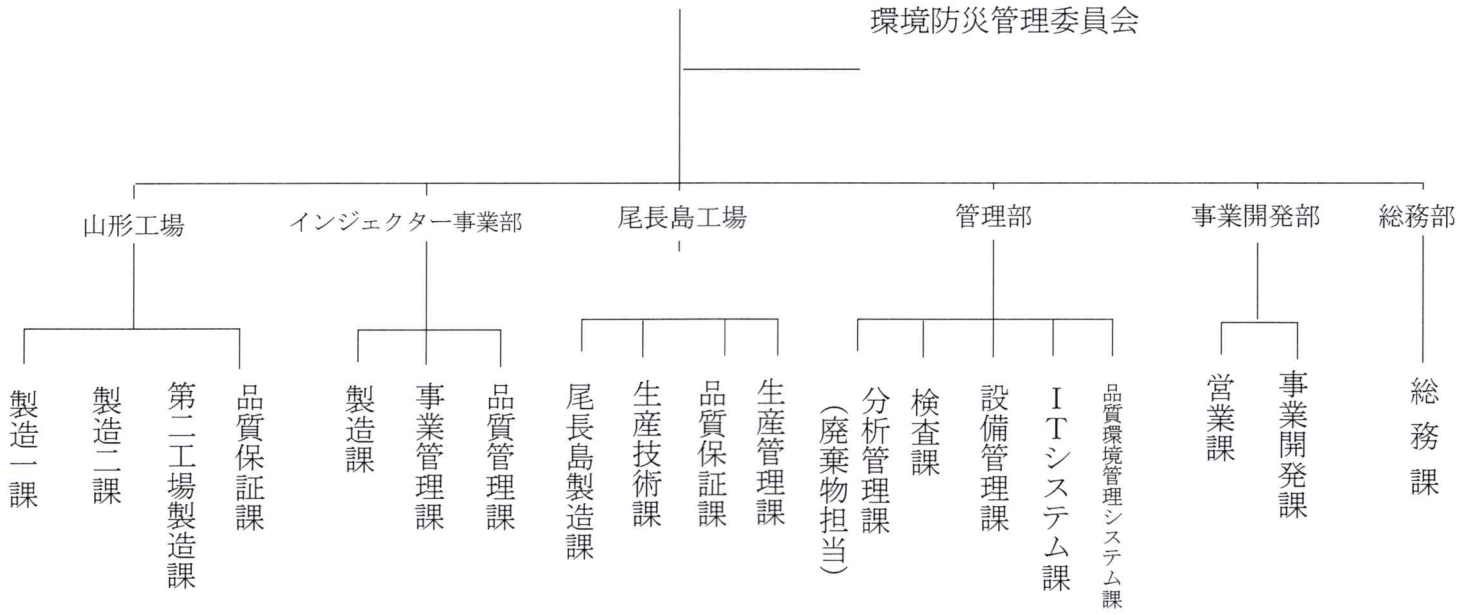 環境防災管理委員会
山形工場
インジェクター事業部
尾長島工場
管理部
事業開発部
総務部
製造一課
製造二課
第二工場製造課
品質保証課
製造課
事業管理課
品質管理課
尾長島製造課
生産技術課
品質保証課
生産管理課
分析管理課
(廃棄物担当)
検査課
設備管理課
ITシステム課
品質環境管理システム課
営業課
事業開発課
総務課